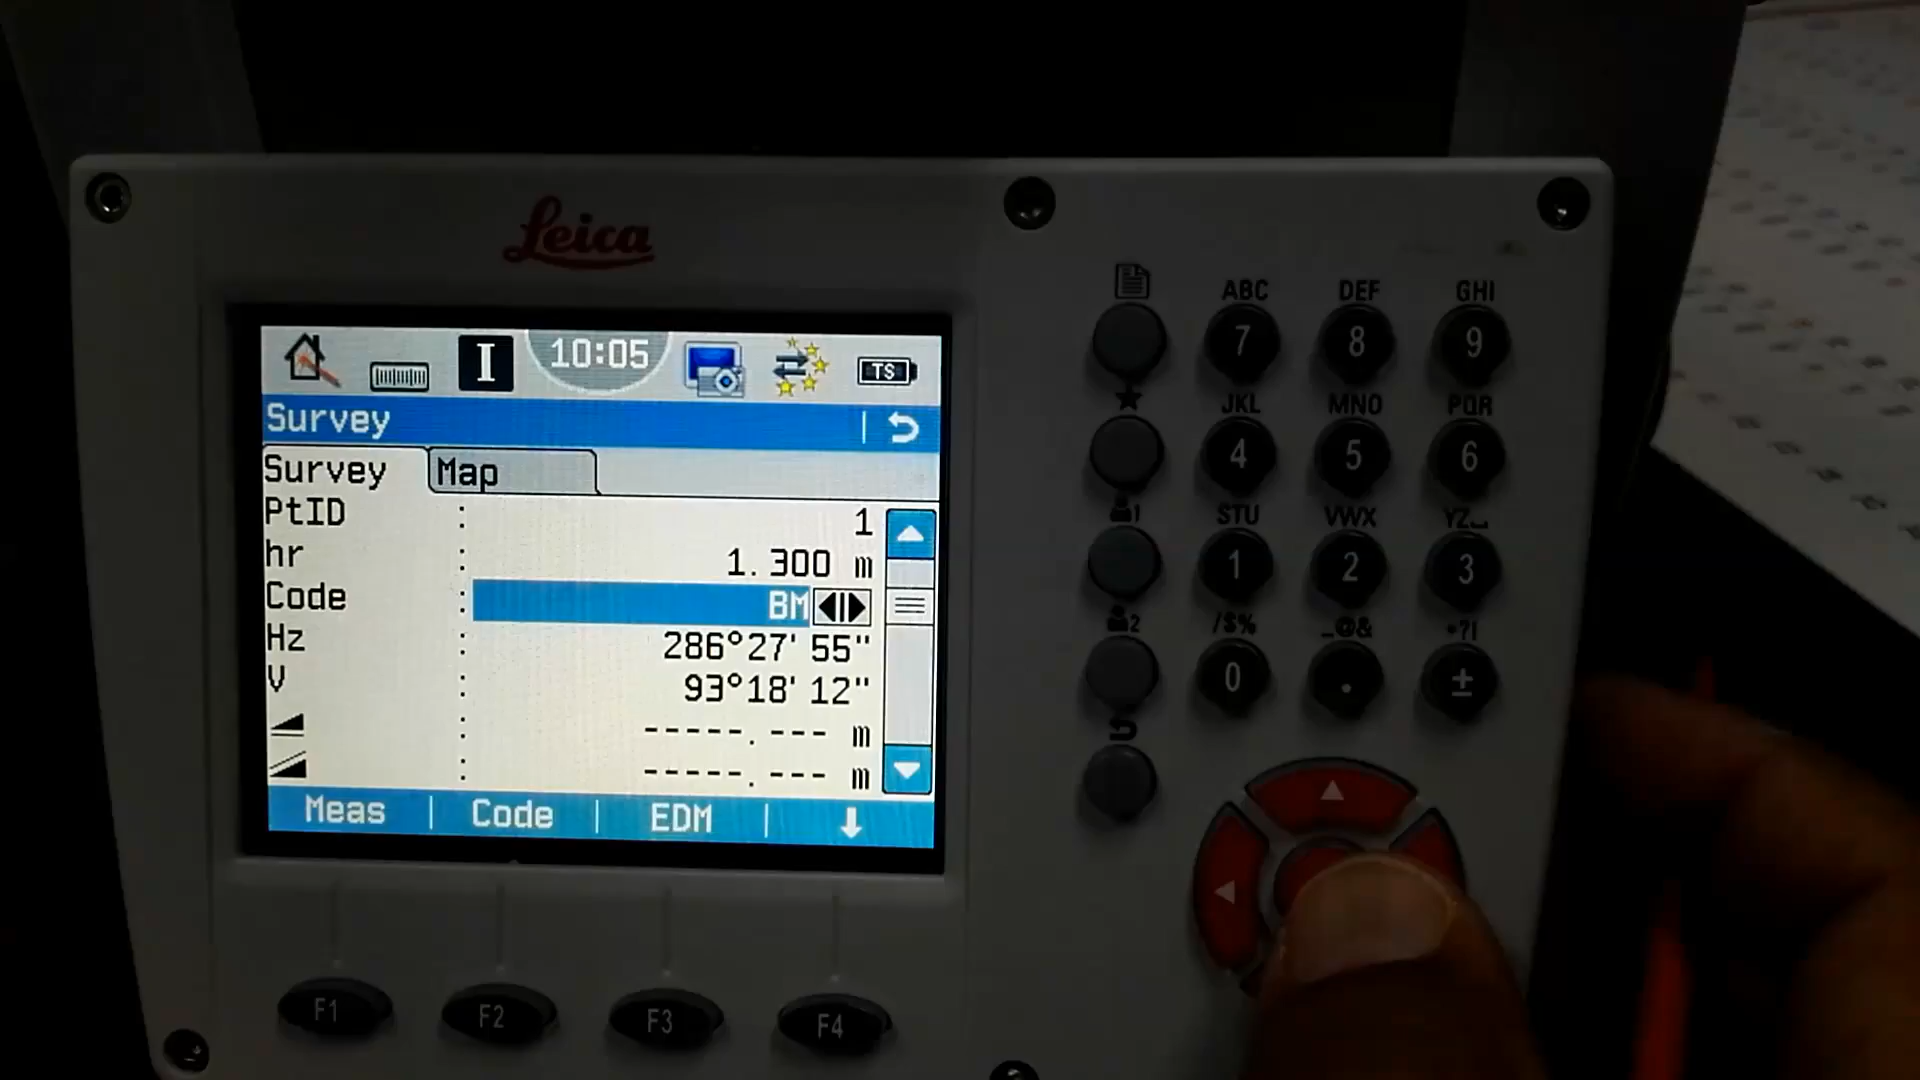 Leica
I 10:05 TS
Survey
Survey Map
PtID : 1
hr : 1.300 m
Code : BM
Hz : 286°27' 55"
V : 93°18' 12"
: -----.--- m
: -----.--- m
Meas | Code | EDM | ↓
F1 F2 F3 F4
ABC DEF GHI
7 8 9
JKL MNO PQR
4 5 6
1 STU VWX YZ
1 2 3
2 /$% _@& *?!
0 . ±